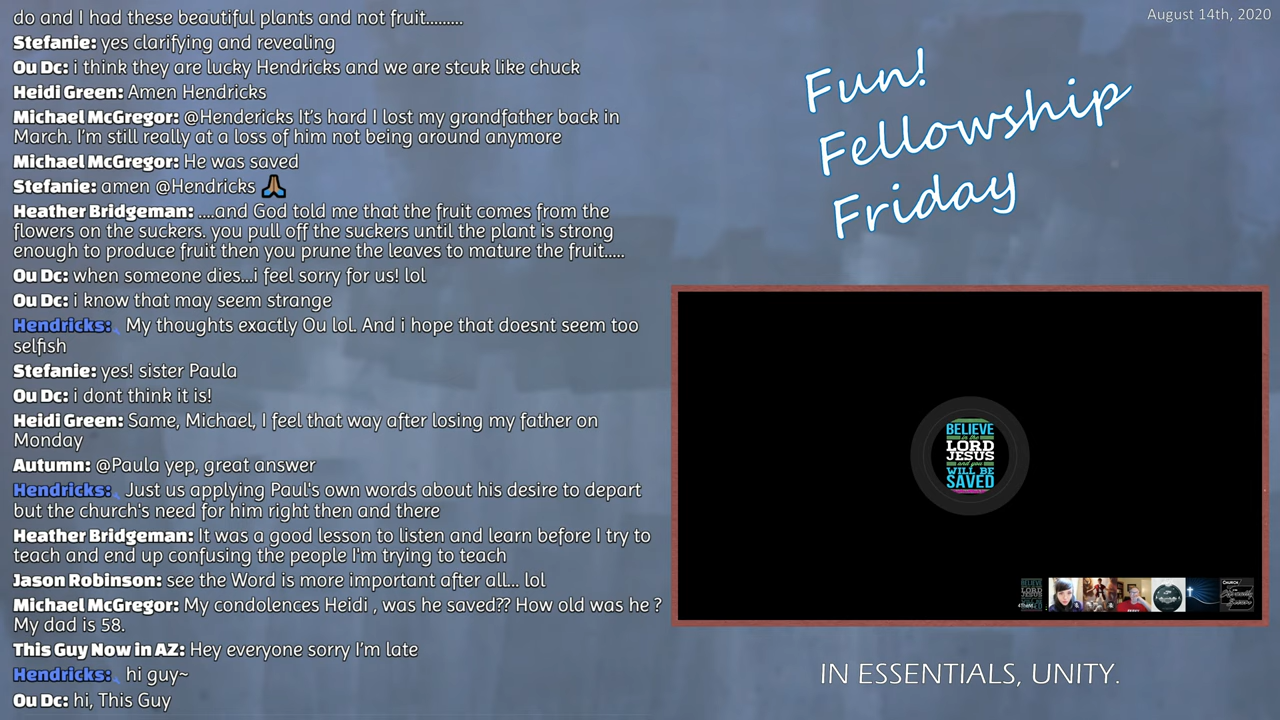 do and I had these beautiful plants and not fruit.........
Stefanie: yes clarifying and revealing
Ou Dc: i think they are lucky Hendricks and we are stcuk like chuck
Heidi Green: Amen Hendricks
Michael McGregor: @Hendericks It's hard I lost my grandfather back in
March. I'm still really at a loss of him not being around anymore
Michael McGregor: He was saved
Stefanie: amen @Hendricks 🙏🏽
Heather Bridgeman: ....and God told me that the fruit comes from the
flowers on the suckers. you pull off the suckers until the plant is strong
enough to produce fruit then you prune the leaves to mature the fruit.....
Ou Dc: when someone dies...i feel sorry for us! lol
Ou Dc: i know that may seem strange
Hendricks: My thoughts exactly Ou lol. And i hope that doesnt seem too
selfish
Stefanie: yes! sister Paula
Ou Dc: i dont think it is!
Heidi Green: Same, Michael, I feel that way after losing my father on
Monday
Autumn: @Paula yep, great answer
Hendricks: Just us applying Paul's own words about his desire to depart
but the church's need for him right then and there
Heather Bridgeman: It was a good lesson to listen and learn before I try to
teach and end up confusing the people I'm trying to teach
Jason Robinson: see the Word is more important after all... lol
Michael McGregor: My condolences Heidi , was he saved?? How old was he ?
My dad is 58.
This Guy Now in AZ: Hey everyone sorry I'm late
Hendricks: hi guy~
Ou Dc: hi, This Guy
August 14th, 2020
Fun!
Fellowship
Friday
BELIEVE
in the
LORD
JESUS
and you
WILL BE
SAVED
IN ESSENTIALS, UNITY.